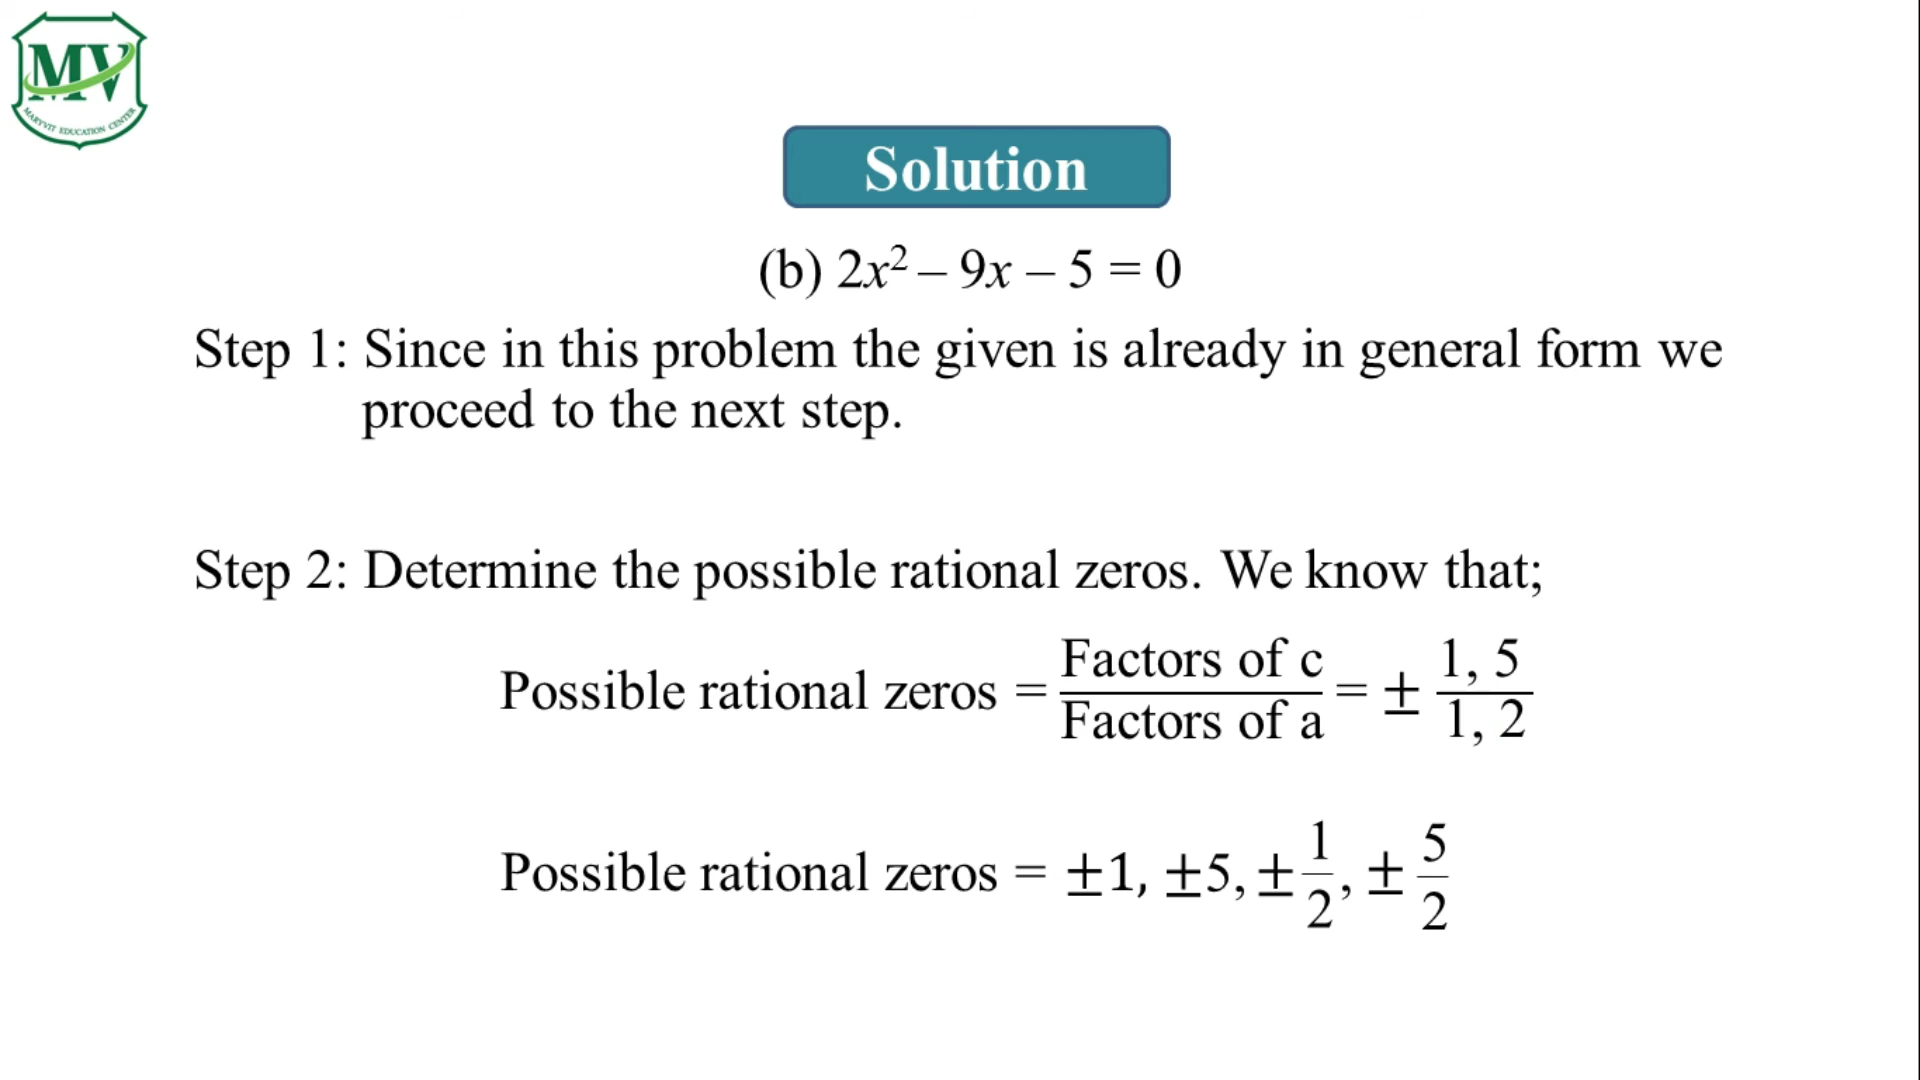 MV
MARYVIT EDUCATION CENTER
Solution
(b) 2x² – 9x – 5 = 0
Step 1: Since in this problem the given is already in general form we
proceed to the next step.
Step 2: Determine the possible rational zeros. We know that;
Possible rational zeros = Factors of c / Factors of a = ± 1, 5 / 1, 2
Possible rational zeros = ±1, ±5, ± 1/2, ± 5/2